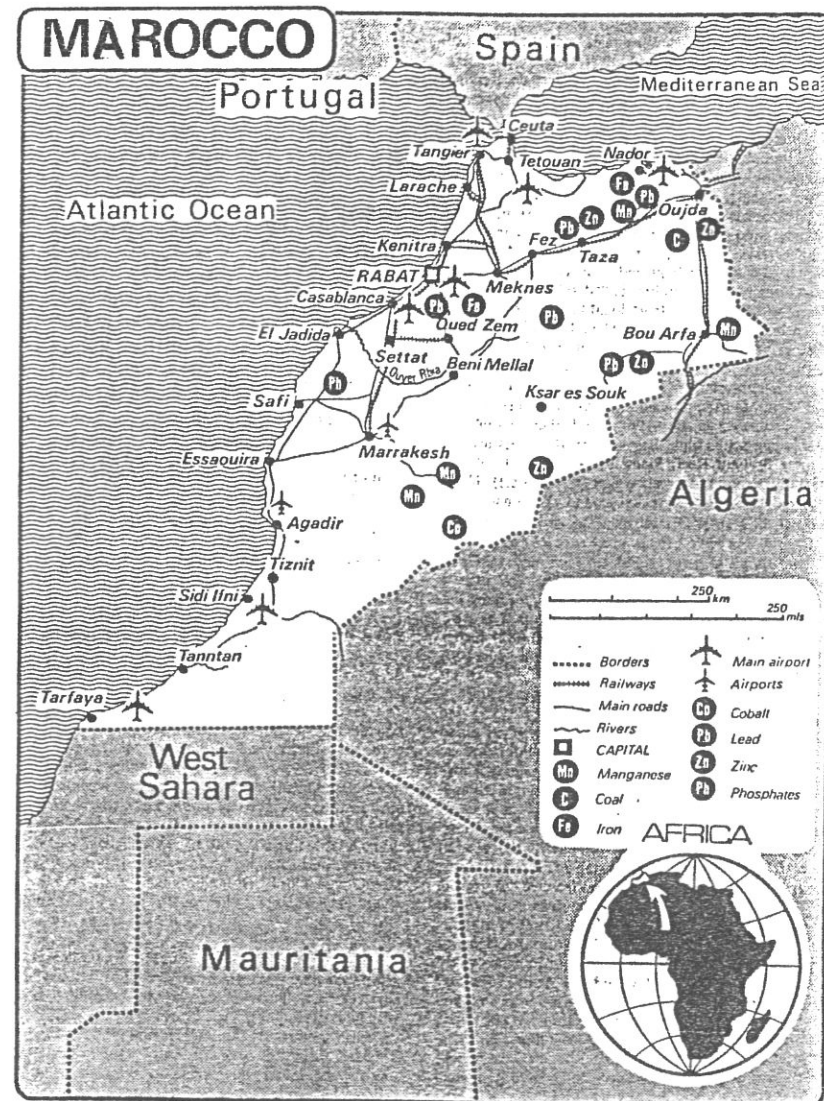 MAROCCO
Spain
Portugal
Mediterranean Sea
Ceuta
Tangier
Tetouan
Nador
Larache
Fe
Pb
Atlantic Ocean
Zn
Mn
Oujda
Pb
Kenitra
Fez
Taza
C
Zn
RABAT
Meknes
Casablanca
Pb
Fe
Pb
El Jadida
Qued Zem
Bou Arfa
Mn
Settat
Beni Mellal
Pb
Zn
Pb
Safi
Ksar es Souk
Marrakesh
Essaouira
Mn
Zn
Mn
Algeria
Agadir
Co
Tiznit
Sidi Ifni
250
km
250
mls
Tanntan
Borders
Main airport
Railways
Airports
Tarfaya
Main roads
Co
Cobalt
Rivers
Pb
Lead
West
Sahara
CAPITAL
Zn
Zinc
Mn
Manganese
Pb
Phosphates
C
Coal
Fe
Iron
AFRICA
Mauritania